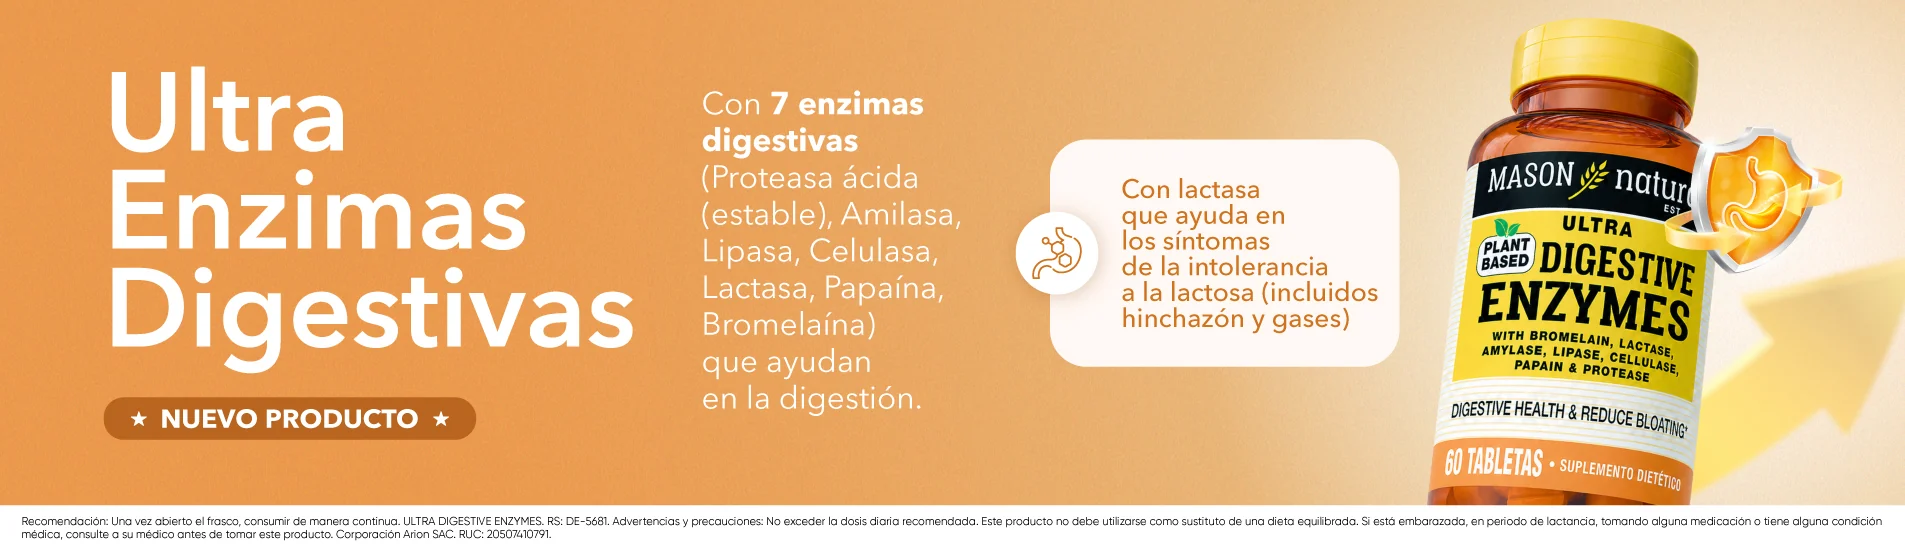 Ultra
Enzimas
Digestivas
★ NUEVO PRODUCTO ★
Con 7 enzimas
digestivas
(Proteasa ácida
(estable), Amilasa,
Lipasa, Celulasa,
Lactasa, Papaína,
Bromelaína)
que ayudan
en la digestión.
Con lactasa
que ayuda en
los síntomas
de la intolerancia
a la lactosa (incluidos
hinchazón y gases)
MASON natur
EST
ULTRA
PLANT
BASED
DIGESTIVE
ENZYMES
WITH BROMELAIN, LACTASE,
AMYLASE, LIPASE, CELLULASE,
PAPAIN & PROTEASE
DIGESTIVE HEALTH & REDUCE BLOATING†
60 TABLETAS • SUPLEMENTO DIETÉTICO
Recomendación: Una vez abierto el frasco, consumir de manera continua. ULTRA DIGESTIVE ENZYMES. RS: DE-5681. Advertencias y precauciones: No exceder la dosis diaria recomendada. Este producto no debe utilizarse como sustituto de una dieta equilibrada. Si está embarazada, en periodo de lactancia, tomando alguna medicación o tiene alguna condición
médica, consulte a su médico antes de tomar este producto. Corporación Arion SAC. RUC: 20507410791.